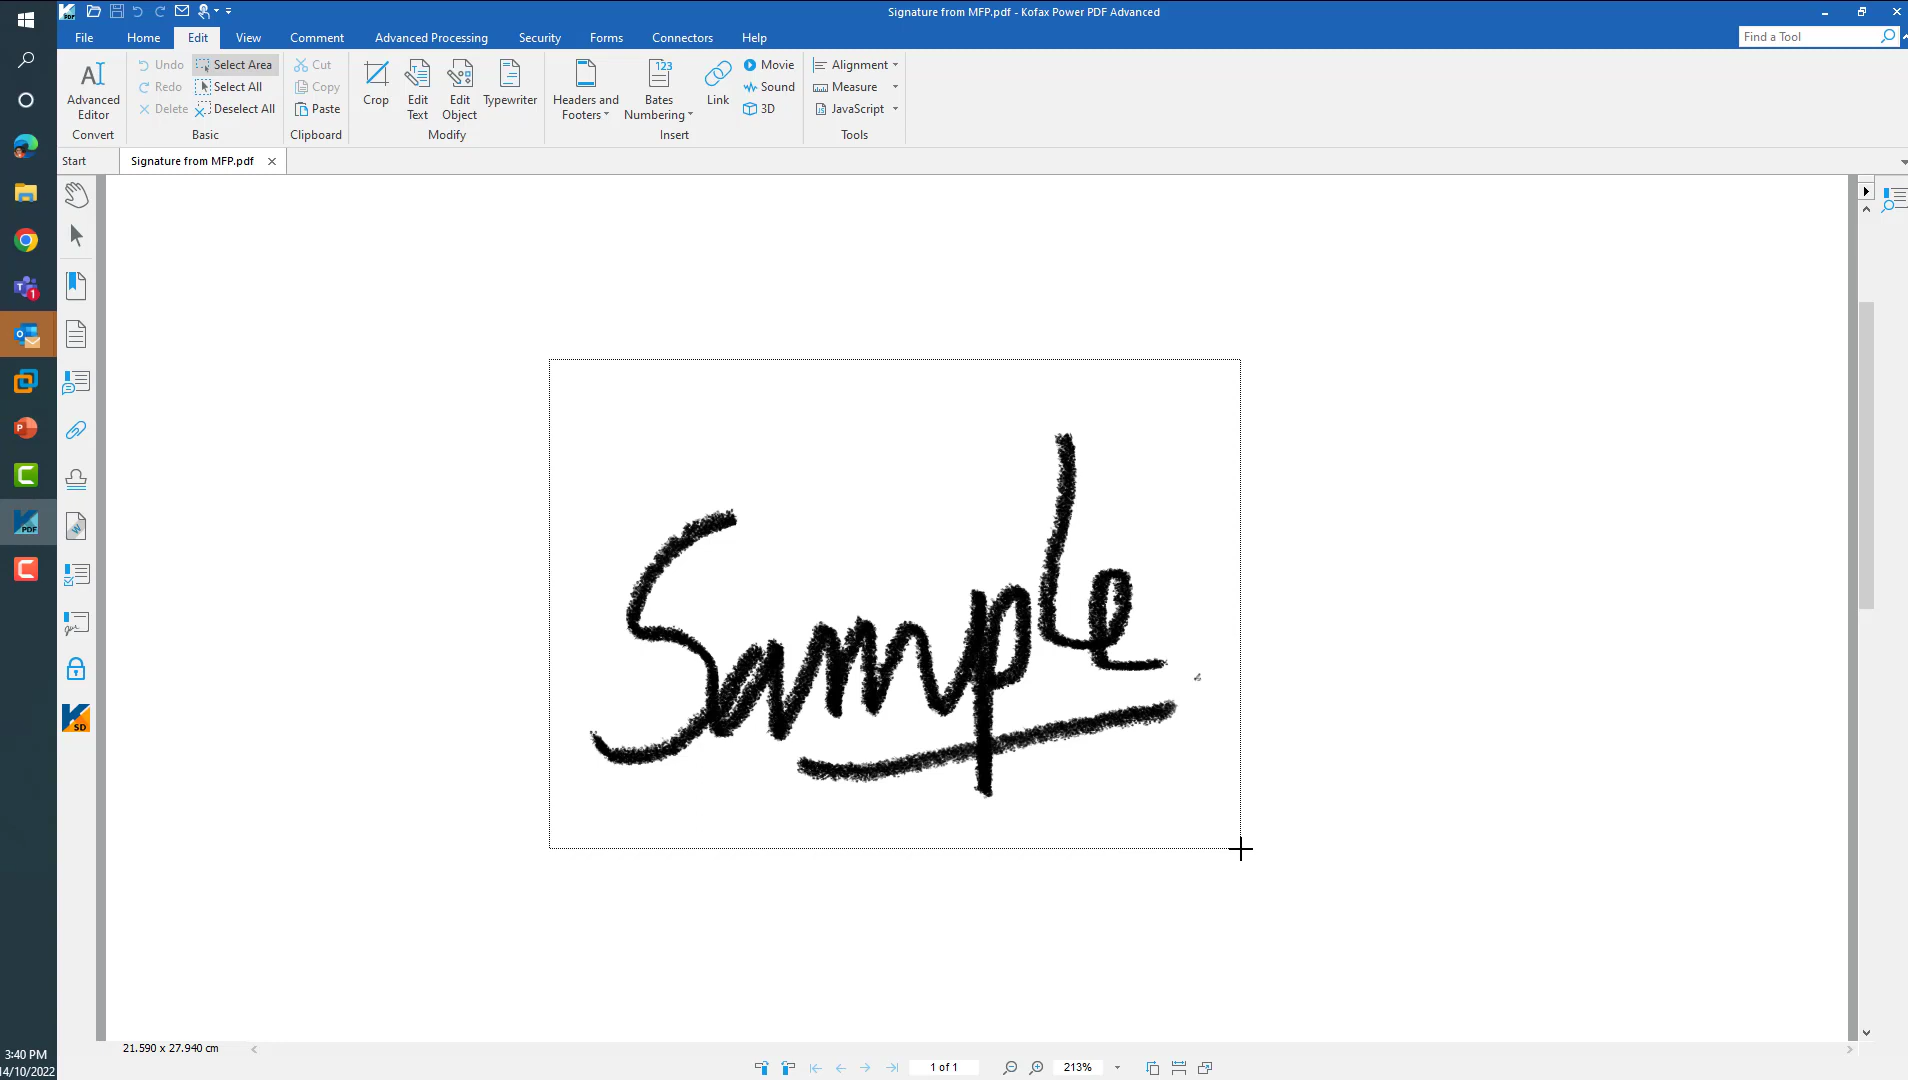 Signature from MFP.pdf - Kofax Power PDF Advanced
File Home Edit View Comment Advanced Processing Security Forms Connectors Help Find a Tool
Advanced Editor
Convert
Undo Select Area
Redo Select All
Delete Deselect All
Basic
Cut
Copy
Paste
Clipboard
Crop Edit Text Edit Object Typewriter
Modify
Headers and Footers Bates Numbering Link
123
Movie
Sound
3D
Insert
Alignment
Measure
JavaScript
Tools
Start Signature from MFP.pdf
Sample
SD
PDF
21.590 x 27.940 cm
1 of 1 213%
3:40 PM
14/10/2022